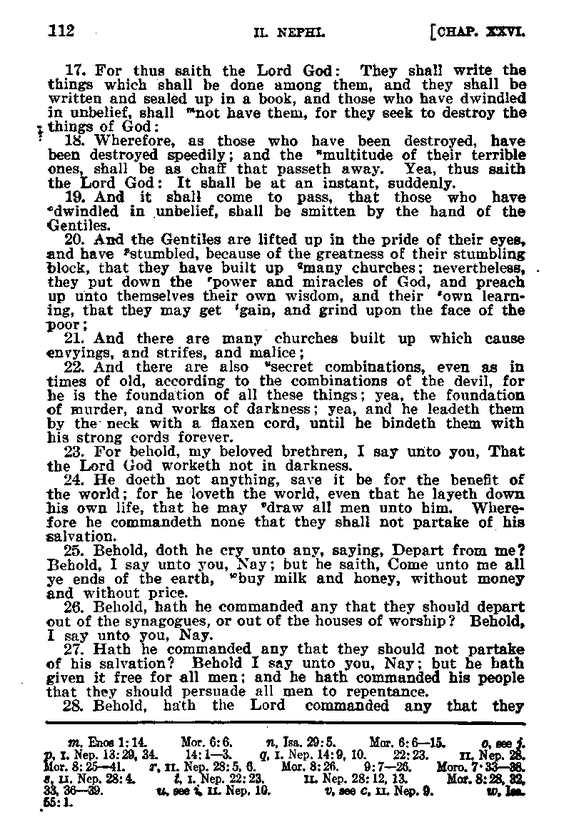 112 II. NEPHI. [CHAP. XXVI.
17. For thus saith the Lord God: They shall write the
things which shall be done among them, and they shall be
written and sealed up in a book, and those who have dwindled
in unbelief, shall ᵐnot have them, for they seek to destroy the
things of God:
18. Wherefore, as those who have been destroyed, have
been destroyed speedily; and the ⁿmultitude of their terrible
ones, shall be as chaff that passeth away. Yea, thus saith
the Lord God: It shall be at an instant, suddenly.
19. And it shall come to pass, that those who have
ᵒdwindled in unbelief, shall be smitten by the hand of the
Gentiles.
20. And the Gentiles are lifted up in the pride of their eyes,
and have ᵖstumbled, because of the greatness of their stumbling
block, that they have built up qmany churches; nevertheless,
they put down the ʳpower and miracles of God, and preach
up unto themselves their own wisdom, and their ˢown learn-
ing, that they may get ᵗgain, and grind upon the face of the
poor;
21. And there are many churches built up which cause
envyings, and strifes, and malice;
22. And there are also ᵘsecret combinations, even as in
times of old, according to the combinations of the devil, for
he is the foundation of all these things; yea, the foundation
of murder, and works of darkness; yea, and he leadeth them
by the neck with a flaxen cord, until he bindeth them with
his strong cords forever.
23. For behold, my beloved brethren, I say unto you, That
the Lord God worketh not in darkness.
24. He doeth not anything, save it be for the benefit of
the world; for he loveth the world, even that he layeth down
his own life, that he may ᵛdraw all men unto him. Where-
fore he commandeth none that they shall not partake of his
salvation.
25. Behold, doth he cry unto any, saying, Depart from me?
Behold, I say unto you, Nay; but he saith, Come unto me all
ye ends of the earth, ʷbuy milk and honey, without money
and without price.
26. Behold, hath he commanded any that they should depart
out of the synagogues, or out of the houses of worship? Behold,
I say unto you, Nay.
27. Hath he commanded any that they should not partake
of his salvation? Behold I say unto you, Nay; but he hath
given it free for all men; and he hath commanded his people
that they should persuade all men to repentance.
28. Behold, hath the Lord commanded any that they
m, Enos 1:14. Mor. 6:6. n, Isa. 29:5. Mor. 6:6—15. o, see j.
p, I. Nep. 13:29, 34. 14:1—3. q, I. Nep. 14:9, 10. 22:23. II. Nep. 28.
Mor. 8:25—41. r, II. Nep. 28:5, 6. Mor. 8:26. 9:7—26. Moro. 7:33—38.
s, II. Nep. 28:4. t, I. Nep. 22:23. II. Nep. 28:12, 13. Mor. 8:28, 32,
33, 36—39. u, see i, II. Nep. 10. v, see c, II. Nep. 9. w, Isa.
55:1.